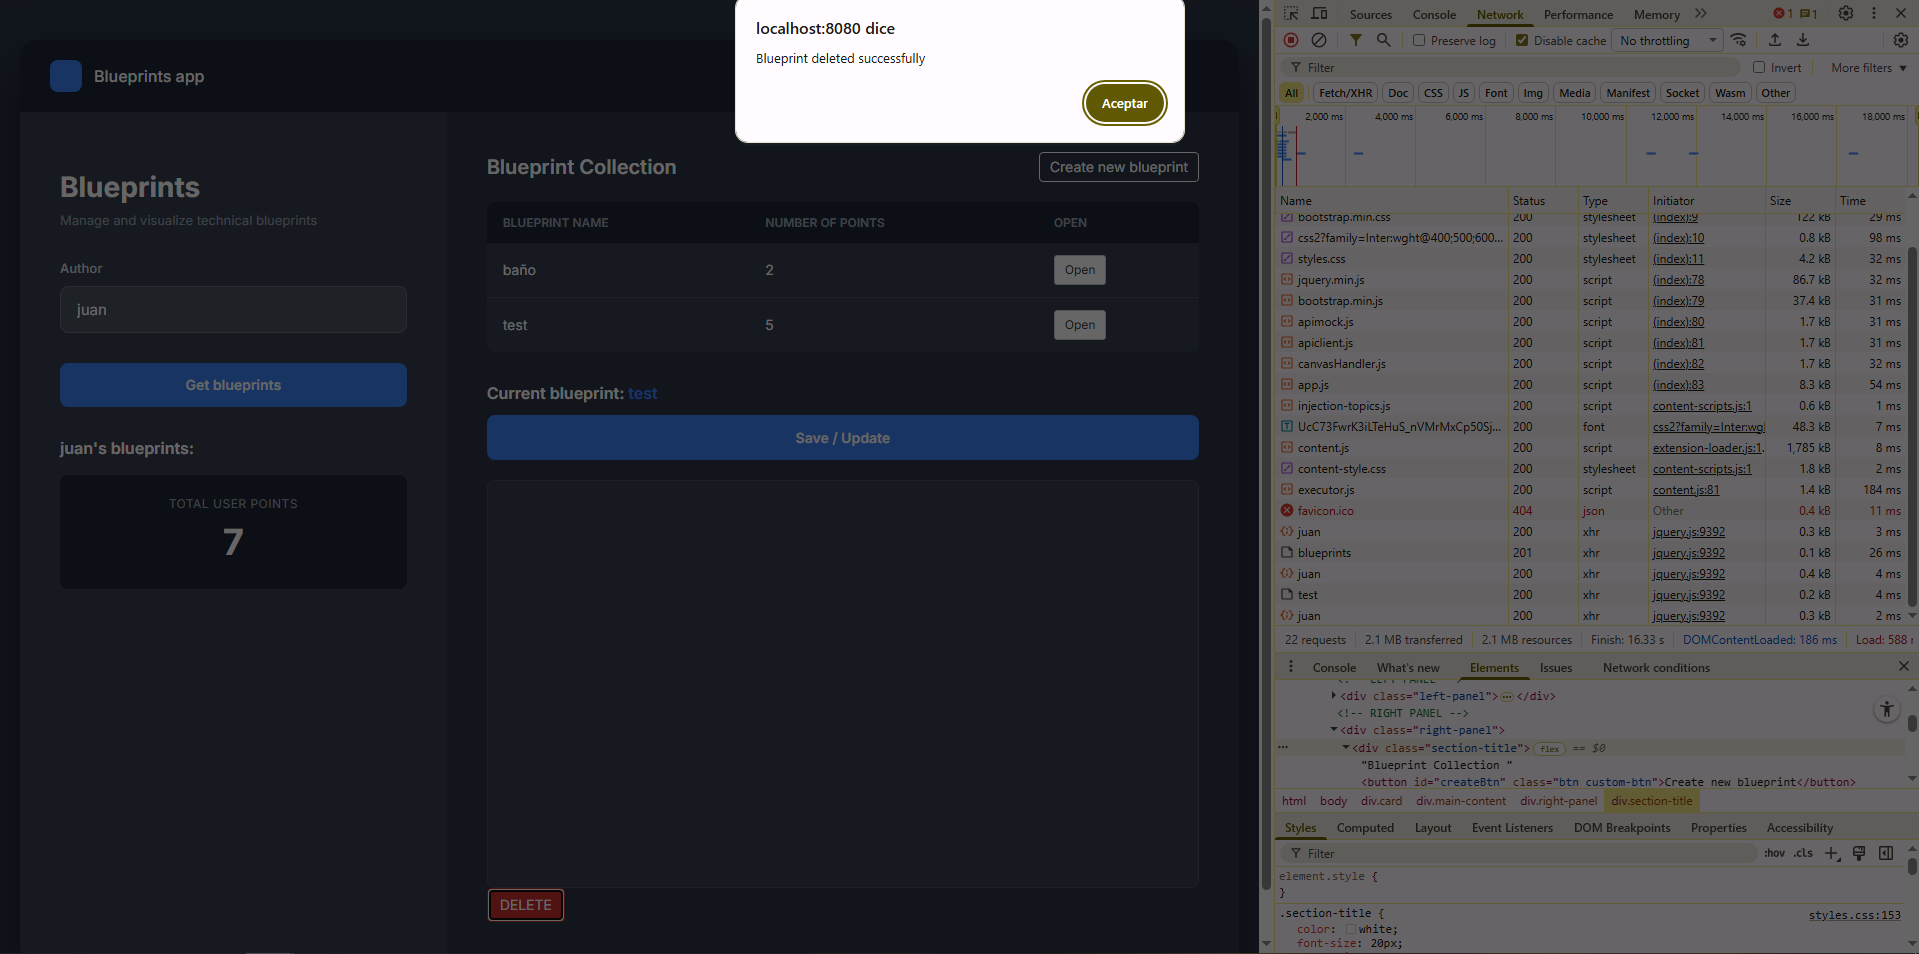 localhost:8080 dice
Blueprint deleted successfully
Aceptar
Blueprints app
Blueprints
Manage and visualize technical blueprints
Author
juan
Get blueprints
juan's blueprints:
TOTAL USER POINTS
7
Blueprint Collection
Create new blueprint
BLUEPRINT NAME NUMBER OF POINTS OPEN
baño 2 Open
test 5 Open
Current blueprint: test
Save / Update
DELETE
Sources Console Network Performance Memory 1 1
Preserve log Disable cache No throttling
Filter Invert More filters
All Fetch/XHR Doc CSS JS Font Img Media Manifest Socket Wasm Other
2,000 ms 4,000 ms 6,000 ms 8,000 ms 10,000 ms 12,000 ms 14,000 ms 16,000 ms 18,000 ms
Name Status Type Initiator Size Time
bootstrap.min.css 200 stylesheet (index):9 122 kB 29 ms
css2?family=Inter:wght@400;500;600... 200 stylesheet (index):10 0.8 kB 98 ms
styles.css 200 stylesheet (index):11 4.2 kB 32 ms
jquery.min.js 200 script (index):78 86.7 kB 32 ms
bootstrap.min.js 200 script (index):79 37.4 kB 31 ms
apimock.js 200 script (index):80 1.7 kB 31 ms
apiclient.js 200 script (index):81 1.7 kB 31 ms
canvasHandler.js 200 script (index):82 1.7 kB 32 ms
app.js 200 script (index):83 8.3 kB 54 ms
injection-topics.js 200 script content-scripts.js:1 0.6 kB 1 ms
UcC73FwrK3iLTeHuS_nVMrMxCp50Sj... 200 font css2?family=Inter:wg 48.3 kB 7 ms
content.js 200 script extension-loader.js:1. 1,785 kB 8 ms
content-style.css 200 stylesheet content-scripts.js:1 1.8 kB 2 ms
executor.js 200 script content.js:81 1.4 kB 184 ms
favicon.ico 404 json Other 0.4 kB 11 ms
juan 200 xhr jquery.js:9392 0.3 kB 3 ms
blueprints 201 xhr jquery.js:9392 0.1 kB 26 ms
juan 200 xhr jquery.js:9392 0.4 kB 4 ms
test 200 xhr jquery.js:9392 0.2 kB 4 ms
juan 200 xhr jquery.js:9392 0.3 kB 2 ms
22 requests 2.1 MB transferred 2.1 MB resources Finish: 16.33 s DOMContentLoaded: 186 ms Load: 588
Console What's new Elements Issues Network conditions
<!-- LEFT PANEL -->
<div class="left-panel"> ... </div>
<!-- RIGHT PANEL -->
<div class="right-panel">
<div class="section-title"> flex == $0
"Blueprint Collection "
<button id="createBtn" class="btn custom-btn">Create new blueprint</button>
html body div.card div.main-content div.right-panel div.section-title
Styles Computed Layout Event Listeners DOM Breakpoints Properties Accessibility
Filter :hov .cls
element.style {
}
.section-title { styles.css:153
color: white;
font-size: 20px;